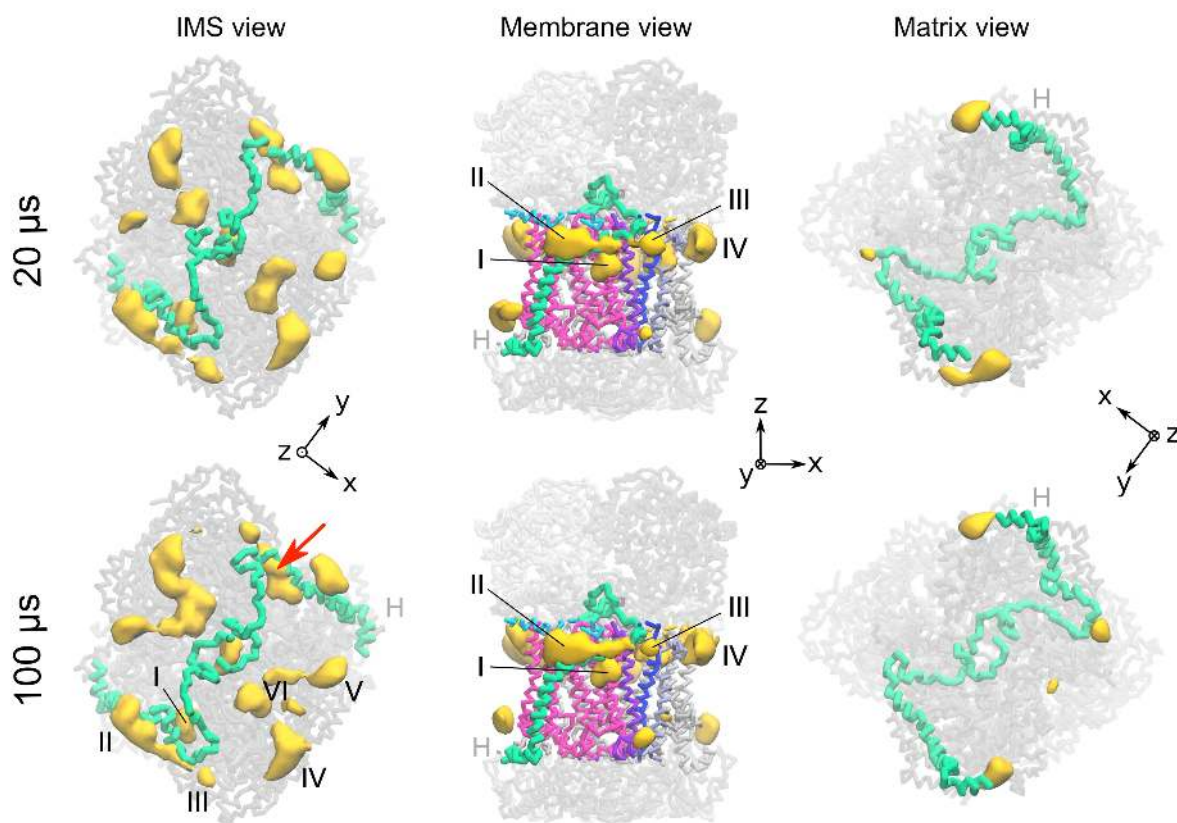 IMS view
Membrane view
Matrix view
20 μs
H
II
III
I
IV
H
y
z
x
z
y
x
x
z
y
100 μs
H
H
II
III
I
IV
I
VI
V
II
H
IV
III